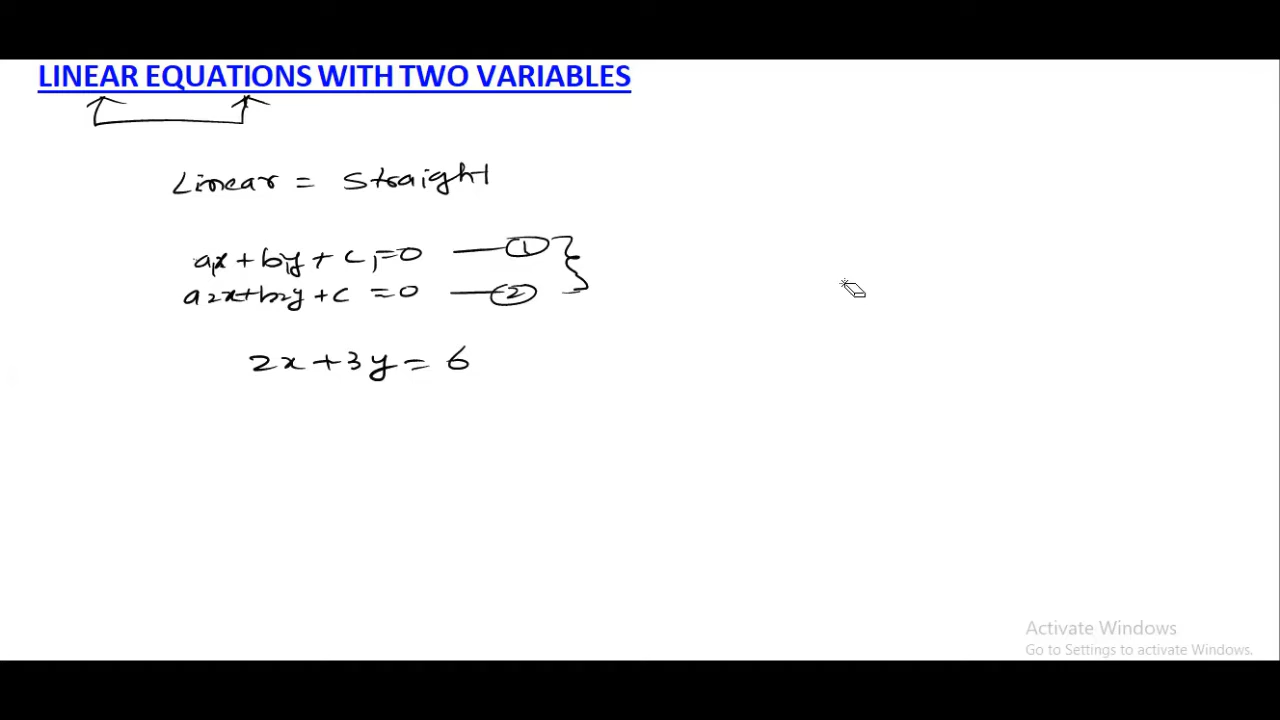 LINEAR EQUATIONS WITH TWO VARIABLES
Linear = Straight
a₁x + b₁y + c₁ = 0 — ①
a2x + b2y + c = 0 — ②
2x + 3y = 6
Activate Windows
Go to Settings to activate Windows.